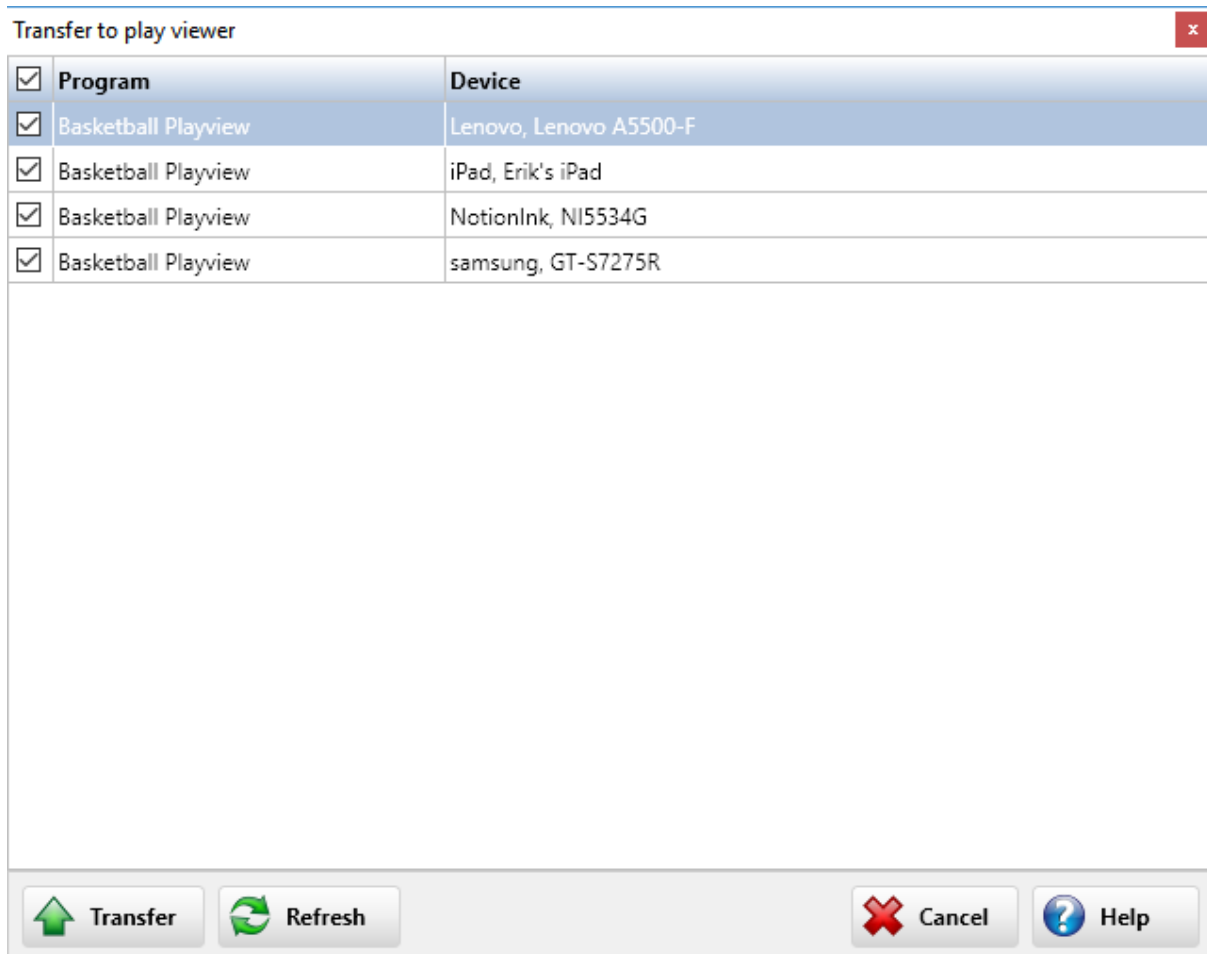 Transfer to play viewer x
Program Device
Basketball Playview Lenovo, Lenovo A5500-F
Basketball Playview iPad, Erik's iPad
Basketball Playview NotionInk, NI5534G
Basketball Playview samsung, GT-S7275R
Transfer Refresh Cancel ? Help